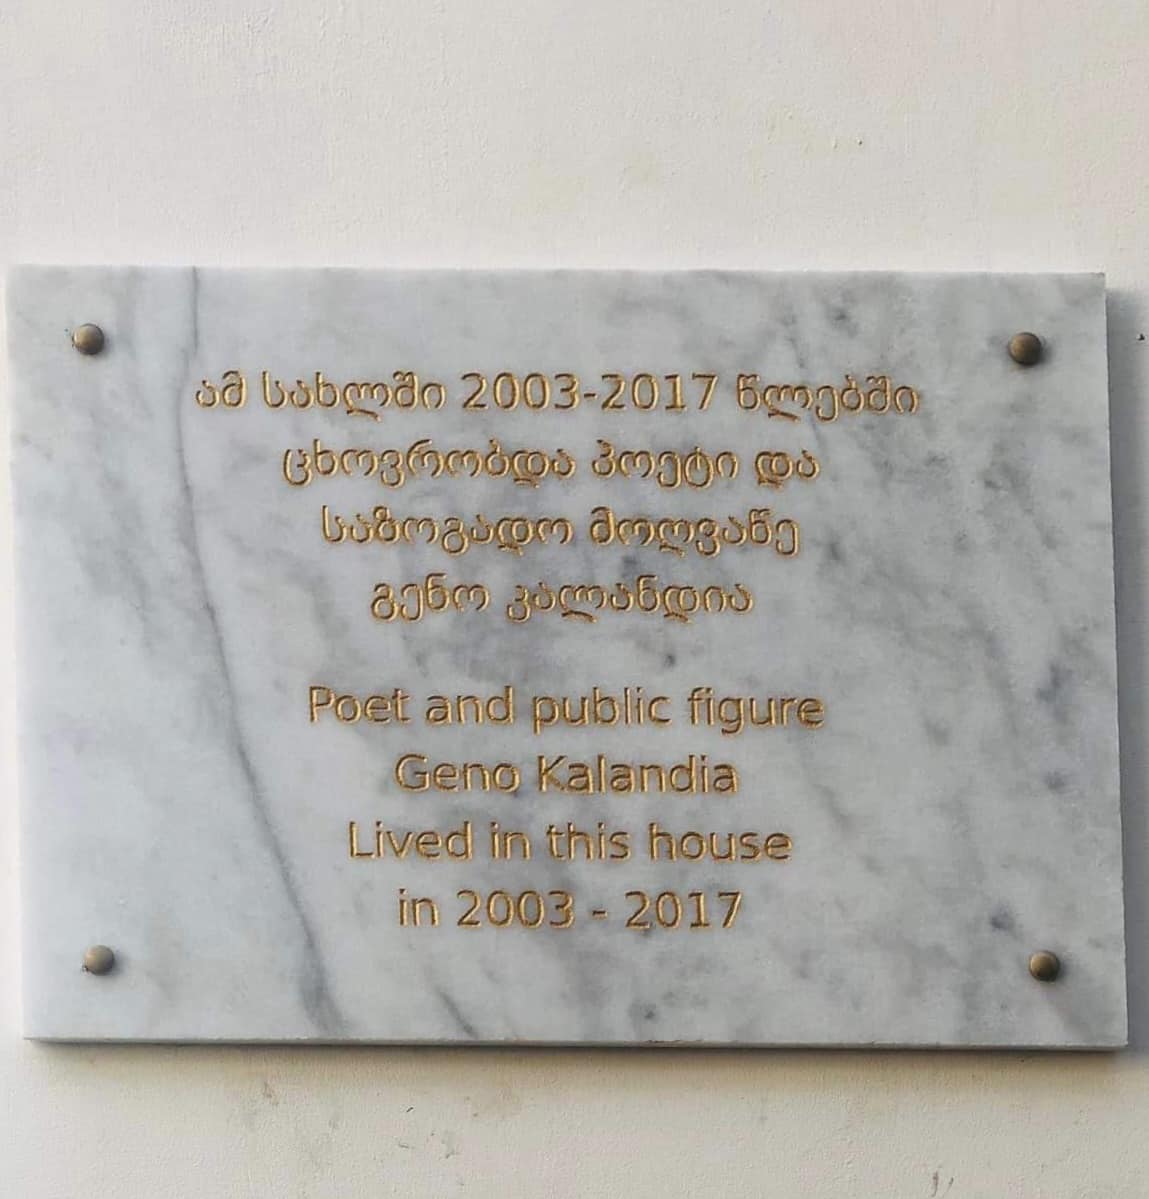 ამ სახლში 2003-2017 წლებში
ცხოვრობდა პოეტი და
საზოგადო მოღვაწე
გენო კალანდია
Poet and public figure
Geno Kalandia
Lived in this house
in 2003 - 2017